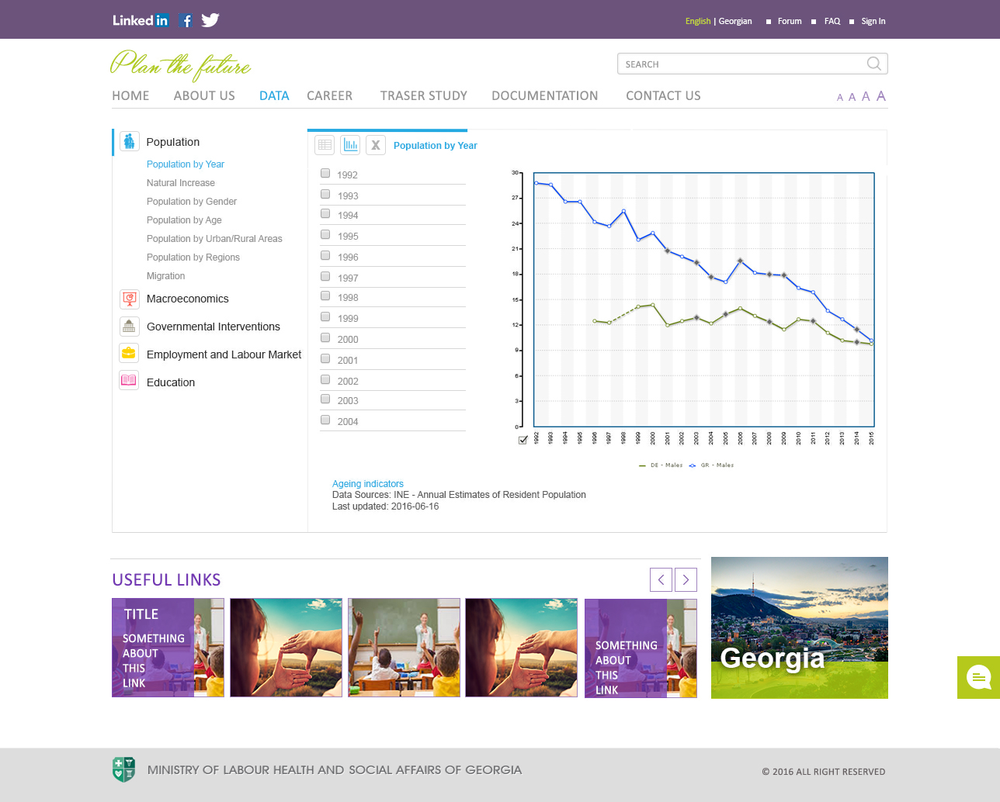 Linked in
English | Georgian Forum FAQ Sign In
Plan the future
SEARCH
HOME ABOUT US DATA CAREER TRASER STUDY DOCUMENTATION CONTACT US
A A A A
Population
Population by Year
Natural Increase
Population by Gender
Population by Age
Population by Urban/Rural Areas
Population by Regions
Migration
Macroeconomics
Governmental Interventions
Employment and Labour Market
Education
X Population by Year
1992
1993
1994
1995
1996
1997
1998
1999
2000
2001
2002
2003
2004
30
27
24
21
18
15
12
9
6
3
0
1992 1993 1994 1995 1996 1997 1998 1999 2000 2001 2002 2003 2004 2005 2006 2007 2008 2009 2010 2011 2012 2013 2014 2015
DE - Males GR - Males
Ageing indicators
Data Sources: INE - Annual Estimates of Resident Population
Last updated: 2016-06-16
USEFUL LINKS
TITLE
SOMETHING
ABOUT
THIS
LINK
SOMETHING
ABOUT
THIS
LINK
Georgia
MINISTRY OF LABOUR HEALTH AND SOCIAL AFFAIRS OF GEORGIA
© 2016 ALL RIGHT RESERVED